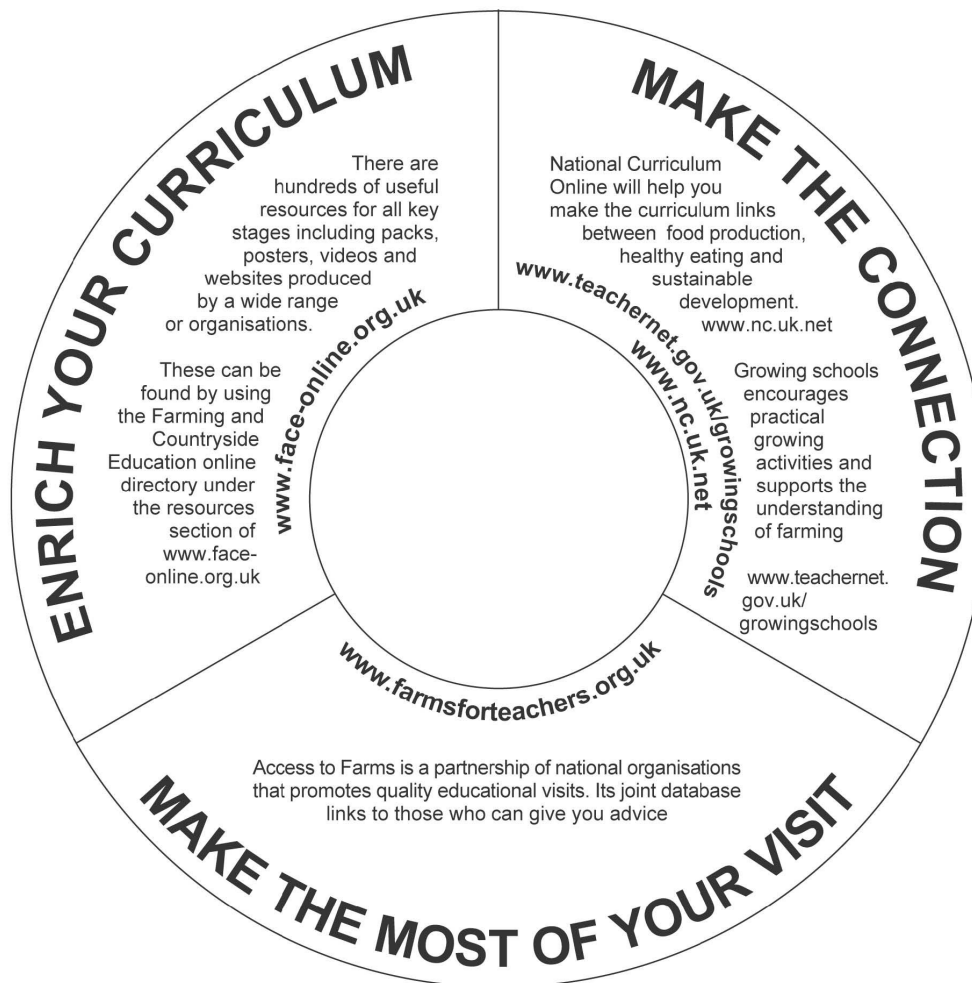 ENRICH YOUR CURRICULUM
There are
hundreds of useful
resources for all key
stages including packs,
posters, videos and
websites produced
by a wide range
or organisations.
These can be
found by using
the Farming and
Countryside
Education online
directory under
the resources
section of
www.face-
online.org.uk
www.face-online.org.uk
MAKE THE CONNECTION
National Curriculum
Online will help you
make the curriculum links
between food production,
healthy eating and
sustainable
development.
www.nc.uk.net
Growing schools
encourages
practical
growing
activities and
supports the
understanding
of farming
www.teachernet.
gov.uk/
growingschools
www.teachernet.gov.uk/growingschools
www.nc.uk.net
www.farmsforteachers.org.uk
Access to Farms is a partnership of national organisations
that promotes quality educational visits. Its joint database
links to those who can give you advice
MAKE THE MOST OF YOUR VISIT